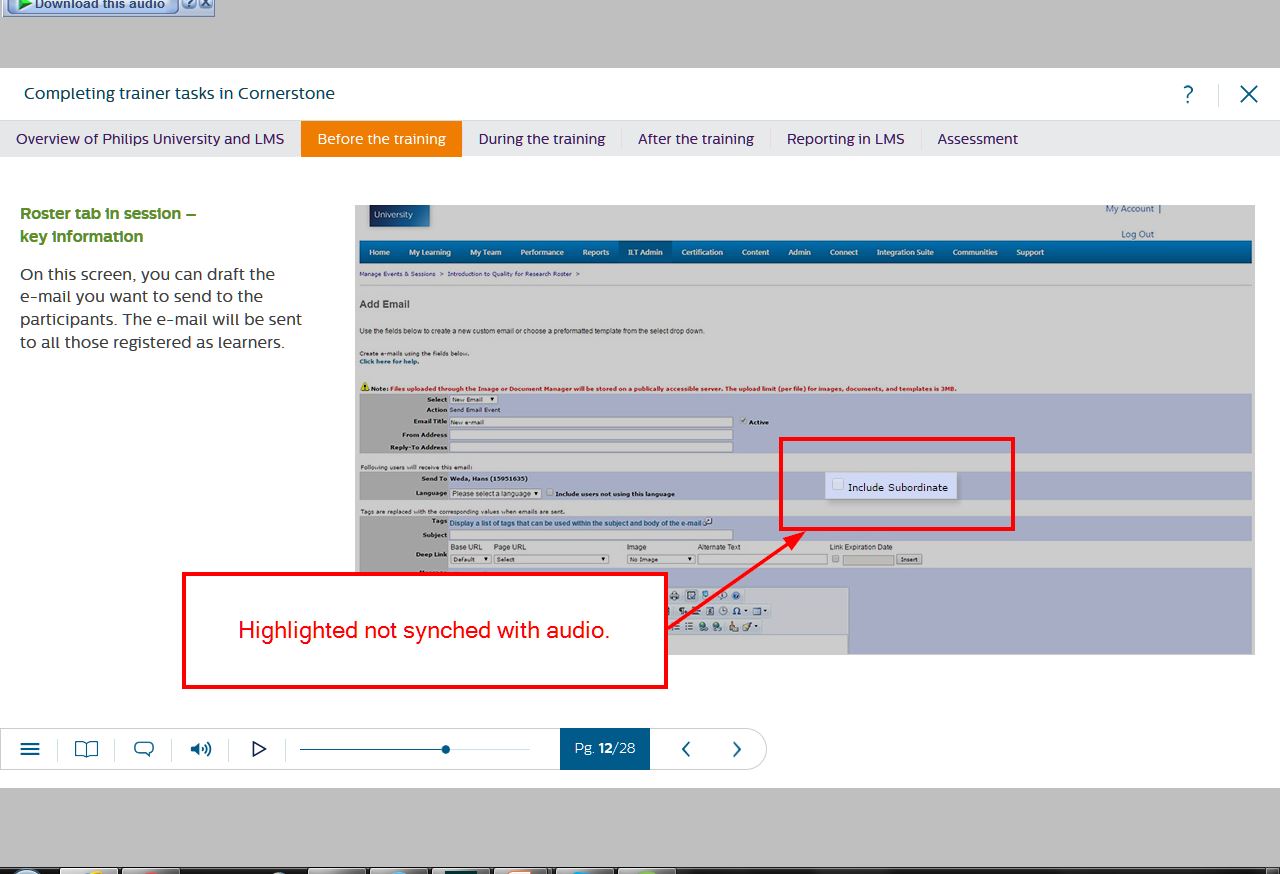 Download this audio
Completing trainer tasks in Cornerstone
?
Overview of Philips University and LMS
Before the training
During the training
After the training
Reporting in LMS
Assessment
Roster tab in session –
key information
On this screen, you can draft the
e-mail you want to send to the
participants. The e-mail will be sent
to all those registered as learners.
University
My Account |
Log Out
Home My Learning My Team Performance Reports ILT Admin Certification Content Admin Connect Integration Suite Communities Support
Manage Events & Sessions > Introduction to Quality for Research Roster >
Add Email
Use the fields below to create a new custom email or choose a preformatted template from the select drop down.
Create e-mails using the fields below.
Click here for help.
Note: Files uploaded through the Image or Document Manager will be stored on a publically accessible server. The upload limit (per file) for images, documents, and templates is 3MB.
Select New Email
Action Send Email Event
Email Title New e-mail Active
From Address
Reply-To Address
Following users will receive this email:
Send To Weda, Hans (15951635)
Language Please select a language Include users not using this language
Include Subordinate
Tags are replaced with the corresponding values when emails are sent.
Tags Display a list of tags that can be used within the subject and body of the e-mail
Subject
Base URL Page URL Image Alternate Text Link Expiration Date
Deep Link Default Select No Image Insert
Highlighted not synched with audio.
Pg. 12/28